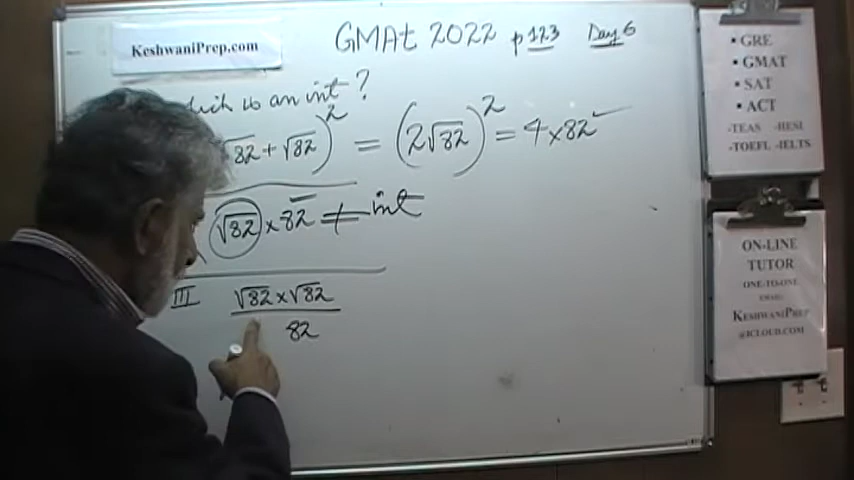 KeshwaniPrep.com
GMAt 2022 p123 Day 6
which is an int?
√82 + √82)² = (2√82)² = 4 × 82
√82 × 82 ≠ int
III √82 × √82
82
• GRE
• GMAT
• SAT
• ACT
-TEAS -HESI
-TOEFL -IELTS
ON-LINE
TUTOR
ONE-TO-ONE
EMAIL:
KESHWANIPREP
@ICLOUD.COM